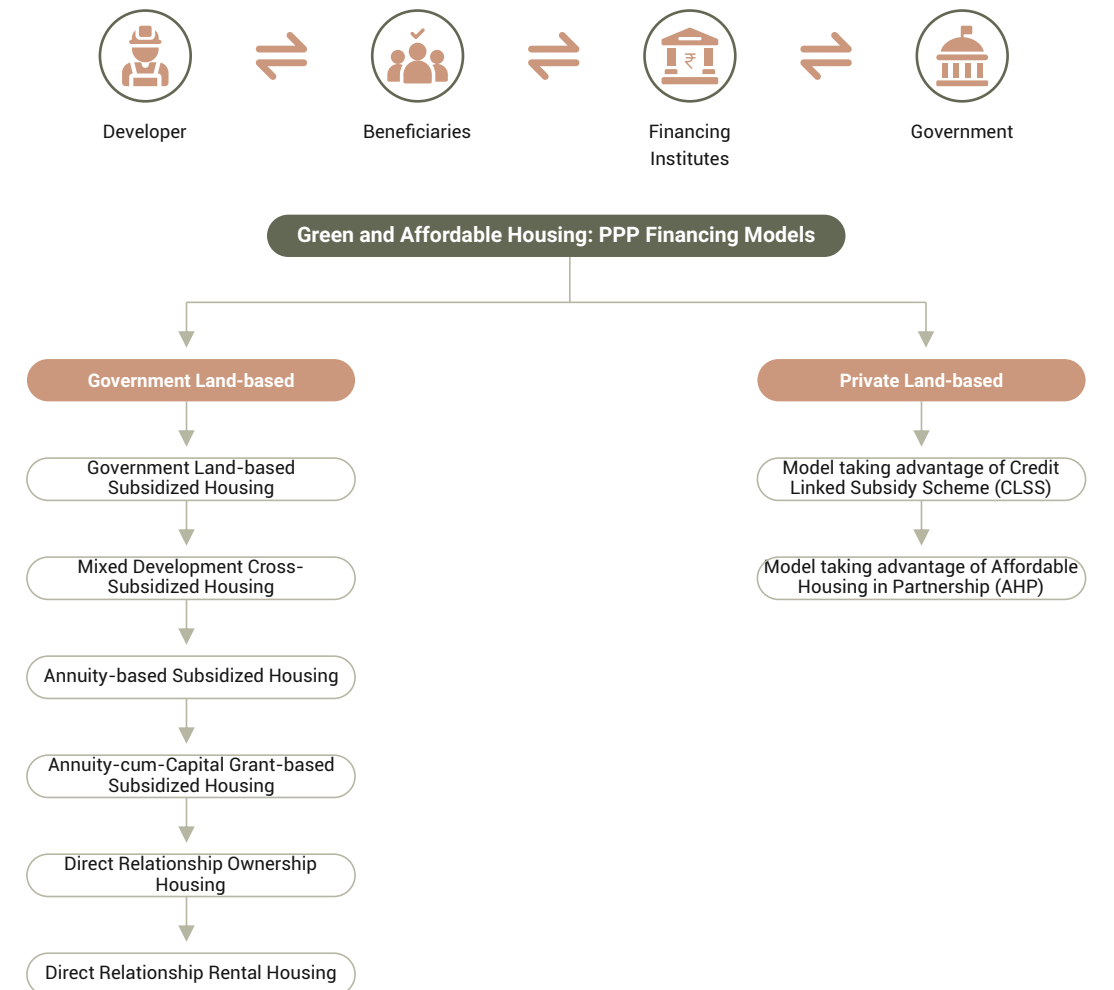 Developer
Beneficiaries
Financing
Institutes
Government
₹
Green and Affordable Housing: PPP Financing Models
Government Land-based
Private Land-based
Government Land-based
Subsidized Housing
Model taking advantage of Credit
Linked Subsidy Scheme (CLSS)
Mixed Development Cross-
Subsidized Housing
Model taking advantage of Affordable
Housing in Partnership (AHP)
Annuity-based Subsidized Housing
Annuity-cum-Capital Grant-based
Subsidized Housing
Direct Relationship Ownership
Housing
Direct Relationship Rental Housing